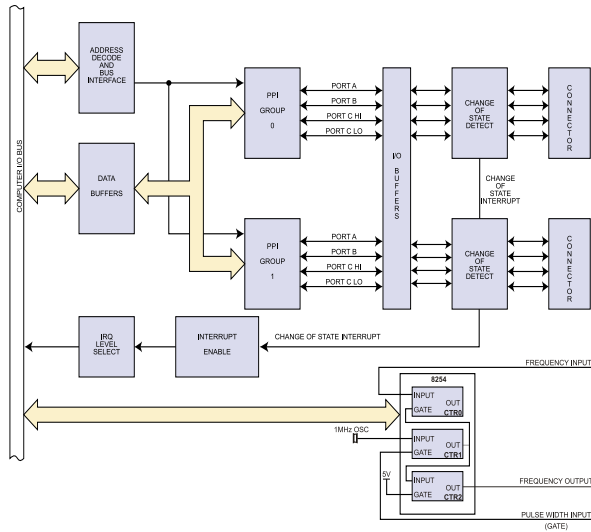 COMPUTER I/O BUS
ADDRESS
DECODE
AND
BUS
INTERFACE
DATA
BUFFERS
PPI
GROUP
0
PORT A
PORT B
PORT C HI
PORT C LO
PPI
GROUP
1
PORT A
PORT B
PORT C HI
PORT C LO
I/O
BUFFERS
CHANGE
OF
STATE
DETECT
CONNECTOR
CHANGE
OF
STATE
INTERRUPT
CHANGE
OF
STATE
DETECT
CONNECTOR
IRQ
LEVEL
SELECT
INTERRUPT
ENABLE
CHANGE OF STATE INTERRUPT
FREQUENCY INPUT
8254
INPUT
OUT
GATE
CTR0
1MHz OSC
INPUT
OUT
GATE
CTR1
5V
INPUT
OUT
GATE
CTR2
FREQUENCY OUTPUT
PULSE WIDTH INPUT
(GATE)